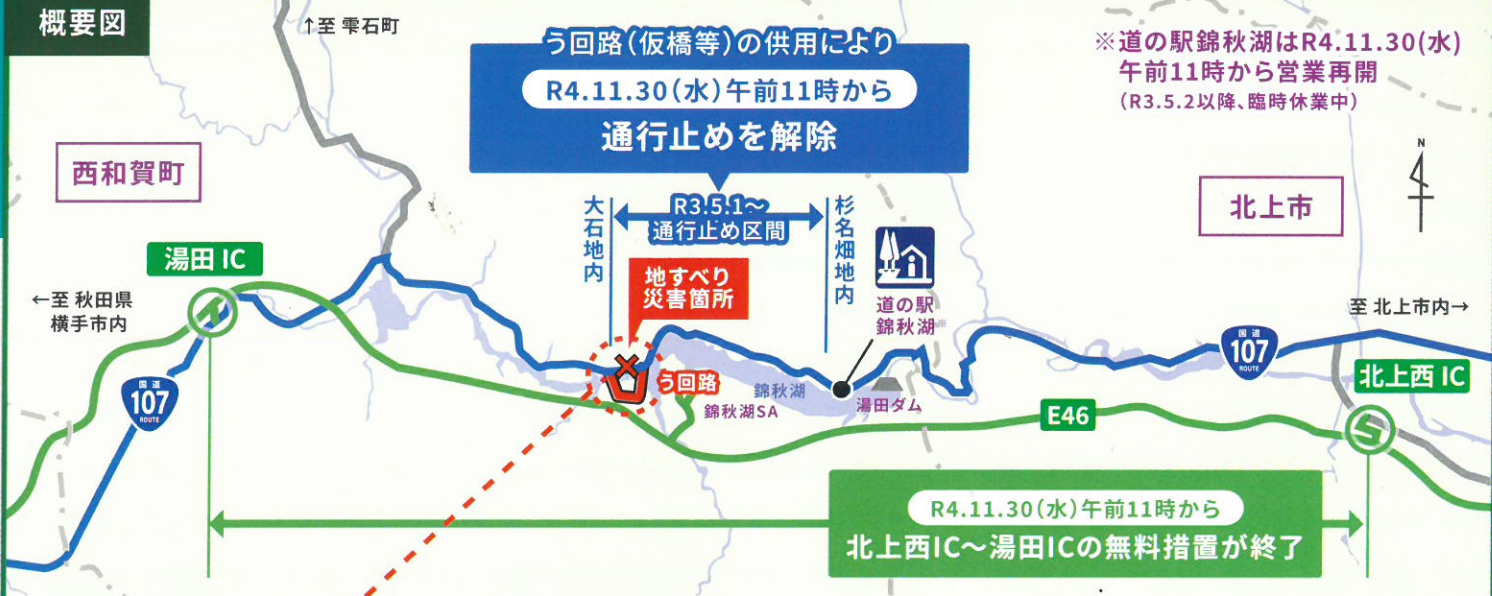 概要図
↑至 雫石町
う回路(仮橋等)の供用により
R4.11.30(水)午前11時から
通行止めを解除
※道の駅錦秋湖はR4.11.30(水)
午前11時から営業再開
(R3.5.2以降、臨時休業中)
N
西和賀町
北上市
大石地内
R3.5.1～
通行止め区間
杉名畑地内
湯田 IC
地すべり
災害箇所
道の駅
錦秋湖
←至 秋田県
横手市内
至 北上市内→
国道
107
ROUTE
国道
107
ROUTE
う回路
錦秋湖
錦秋湖SA
湯田ダム
E46
北上西 IC
R4.11.30(水)午前11時から
北上西IC～湯田ICの無料措置が終了